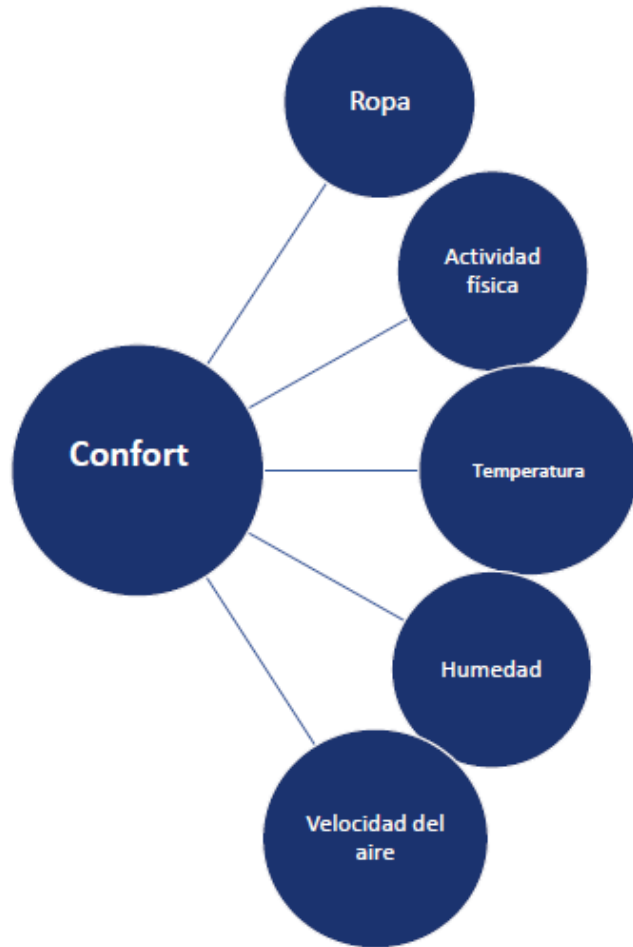 Ropa
Actividad
física
Confort
Temperatura
Humedad
Velocidad del
aire